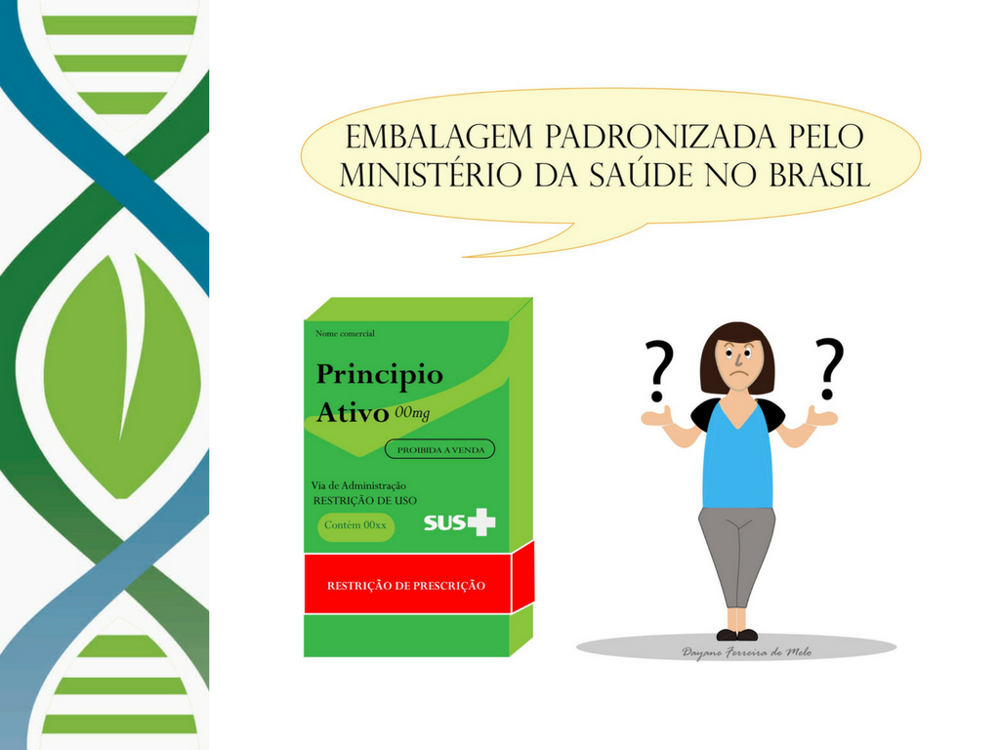 EMBALAGEM PADRONIZADA PELO
MINISTÉRIO DA SAÚDE NO BRASIL
Nome comercial
Principio
Ativo 00mg
PROIBIDA A VENDA
Via de Administração
RESTRIÇÃO DE USO
Contém 00xx
SUS
RESTRIÇÃO DE PRESCRIÇÃO
? ?
Dayane Ferreira de Melo